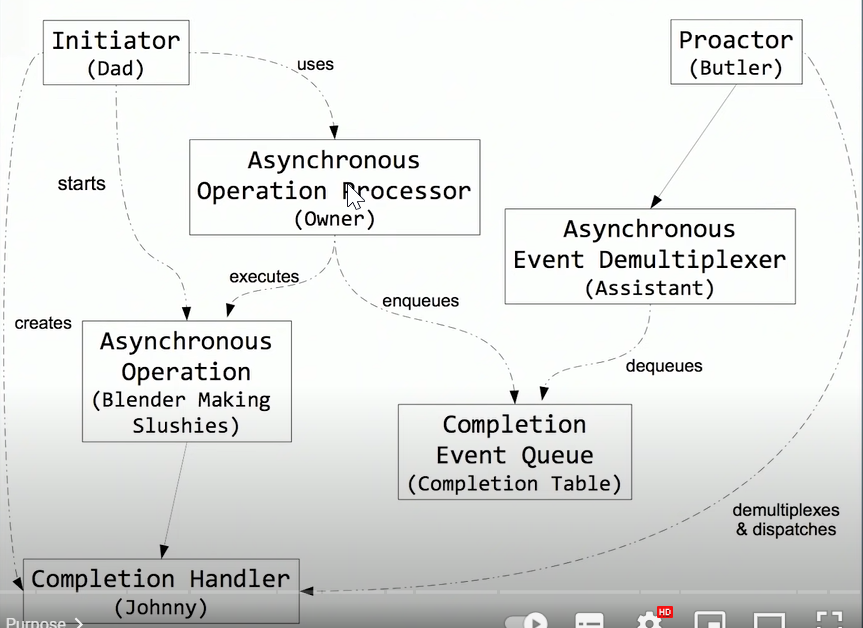 Initiator
(Dad)
Proactor
(Butler)
uses
Asynchronous
Operation Processor
(Owner)
starts
Asynchronous
Event Demultiplexer
(Assistant)
executes
enqueues
creates
Asynchronous
Operation
(Blender Making
Slushies)
dequeues
Completion
Event Queue
(Completion Table)
demultiplexes
& dispatches
Completion Handler
(Johnny)
HD
Purpose >